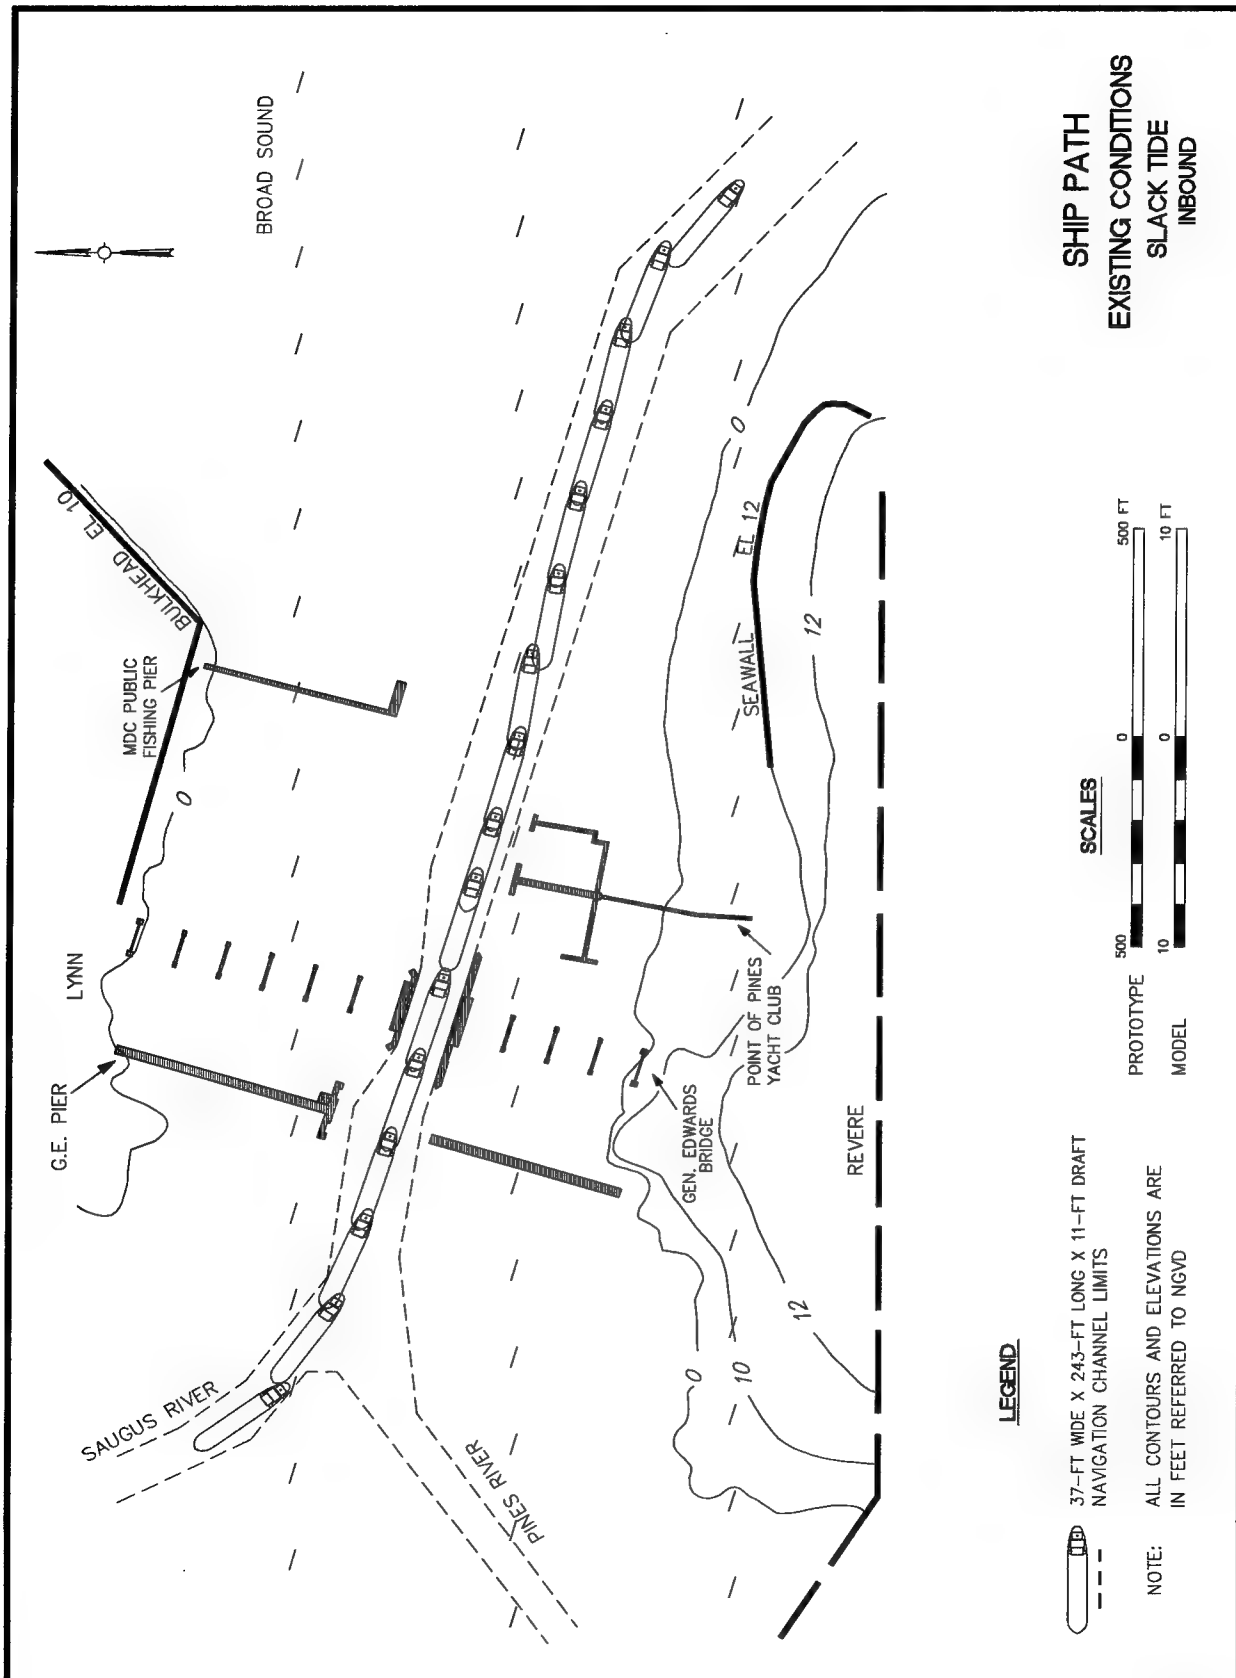 SHIP PATH
EXISTING CONDITIONS
SLACK TIDE
INBOUND
BROAD SOUND
BULKHEAD EL 10
MDC PUBLIC
FISHING PIER
0
LYNN
G.E. PIER
SAUGUS RIVER
PINES RIVER
0
SEAWALL
EL 12
12
POINT OF PINES
YACHT CLUB
GEN. EDWARDS
BRIDGE
REVERE
12
10
0
SCALES
PROTOTYPE
500
0
500 FT
MODEL
10
0
10 FT
LEGEND
37-FT WIDE X 243-FT LONG X 11-FT DRAFT
NAVIGATION CHANNEL LIMITS
NOTE:
ALL CONTOURS AND ELEVATIONS ARE
IN FEET REFERRED TO NGVD